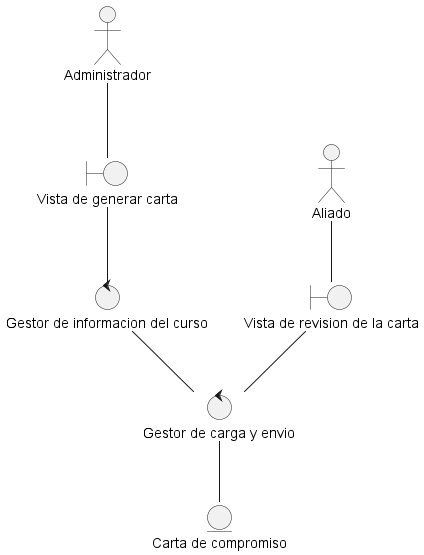 Administrador
Vista de generar carta
Aliado
Gestor de informacion del curso
Vista de revision de la carta
Gestor de carga y envio
Carta de compromiso